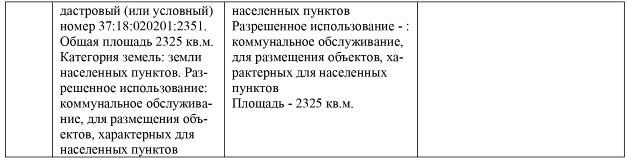 дастровый (или условный)
номер 37:18:020201:2351.
Общая площадь 2325 кв.м.
Категория земель: земли
населенных пунктов. Раз-
решенное использование:
коммунальное обслужива-
ние, для размещения объ-
ектов, характерных для
населенных пунктов
населенных пунктов
Разрешенное использование - :
коммунальное обслуживание,
для размещения объектов, ха-
рактерных для населенных
пунктов
Площадь - 2325 кв.м.